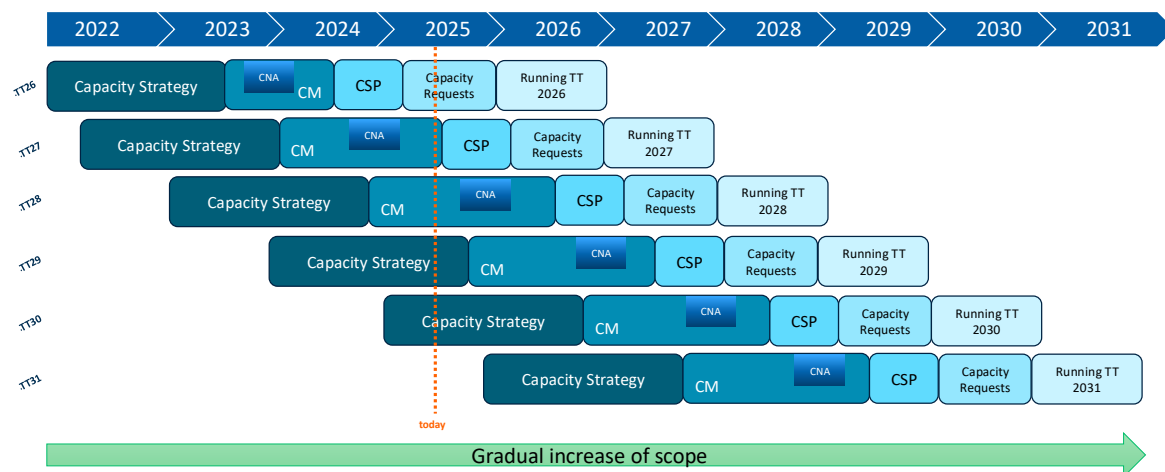 2022 2023 2024 2025 2026 2027 2028 2029 2030 2031
TT26
Capacity Strategy
CNA
CM
CSP
Capacity
Requests
Running TT
2026
TT27
Capacity Strategy
CM
CNA
CSP
Capacity
Requests
Running TT
2027
TT28
Capacity Strategy
CM
CNA
CSP
Capacity
Requests
Running TT
2028
TT29
Capacity Strategy
CM
CNA
CSP
Capacity
Requests
Running TT
2029
TT30
Capacity Strategy
CM
CNA
CSP
Capacity
Requests
Running TT
2030
TT31
Capacity Strategy
CM
CNA
CSP
Capacity
Requests
Running TT
2031
today
Gradual increase of scope